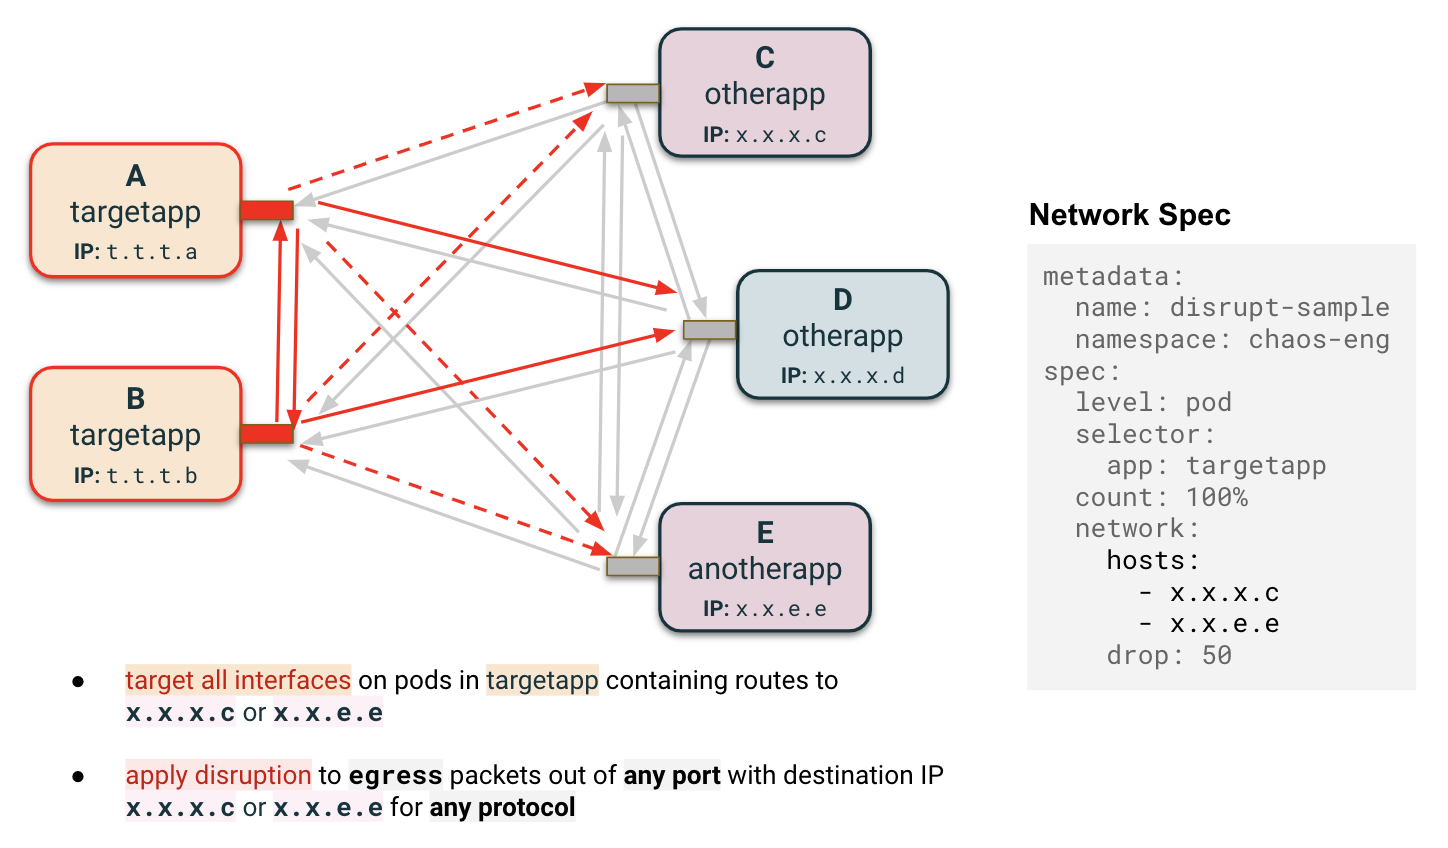 C
otherapp
IP: x.x.x.c
A
targetapp
IP: t.t.t.a
D
otherapp
IP: x.x.x.d
B
targetapp
IP: t.t.t.b
E
anotherapp
IP: x.x.e.e
Network Spec
metadata:
  name: disrupt-sample
  namespace: chaos-eng
spec:
  level: pod
  selector:
    app: targetapp
  count: 100%
  network:
    hosts:
      - x.x.x.c
      - x.x.e.e
    drop: 50
● target all interfaces on pods in targetapp containing routes to
x.x.x.c or x.x.e.e
● apply disruption to egress packets out of any port with destination IP
x.x.x.c or x.x.e.e for any protocol